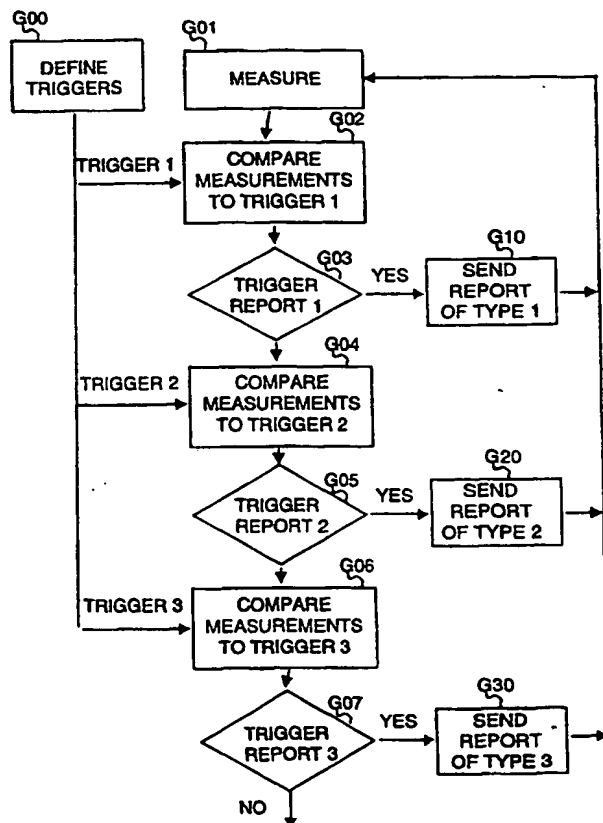 G00
DEFINE
TRIGGERS
G01
MEASURE
G02
TRIGGER 1
COMPARE
MEASUREMENTS
TO TRIGGER 1
G03
TRIGGER
REPORT 1
YES
G10
SEND
REPORT
OF TYPE 1
G04
TRIGGER 2
COMPARE
MEASUREMENTS
TO TRIGGER 2
G05
TRIGGER
REPORT 2
YES
G20
SEND
REPORT
OF TYPE 2
G06
TRIGGER 3
COMPARE
MEASUREMENTS
TO TRIGGER 3
G07
TRIGGER
REPORT 3
YES
G30
SEND
REPORT
OF TYPE 3
NO